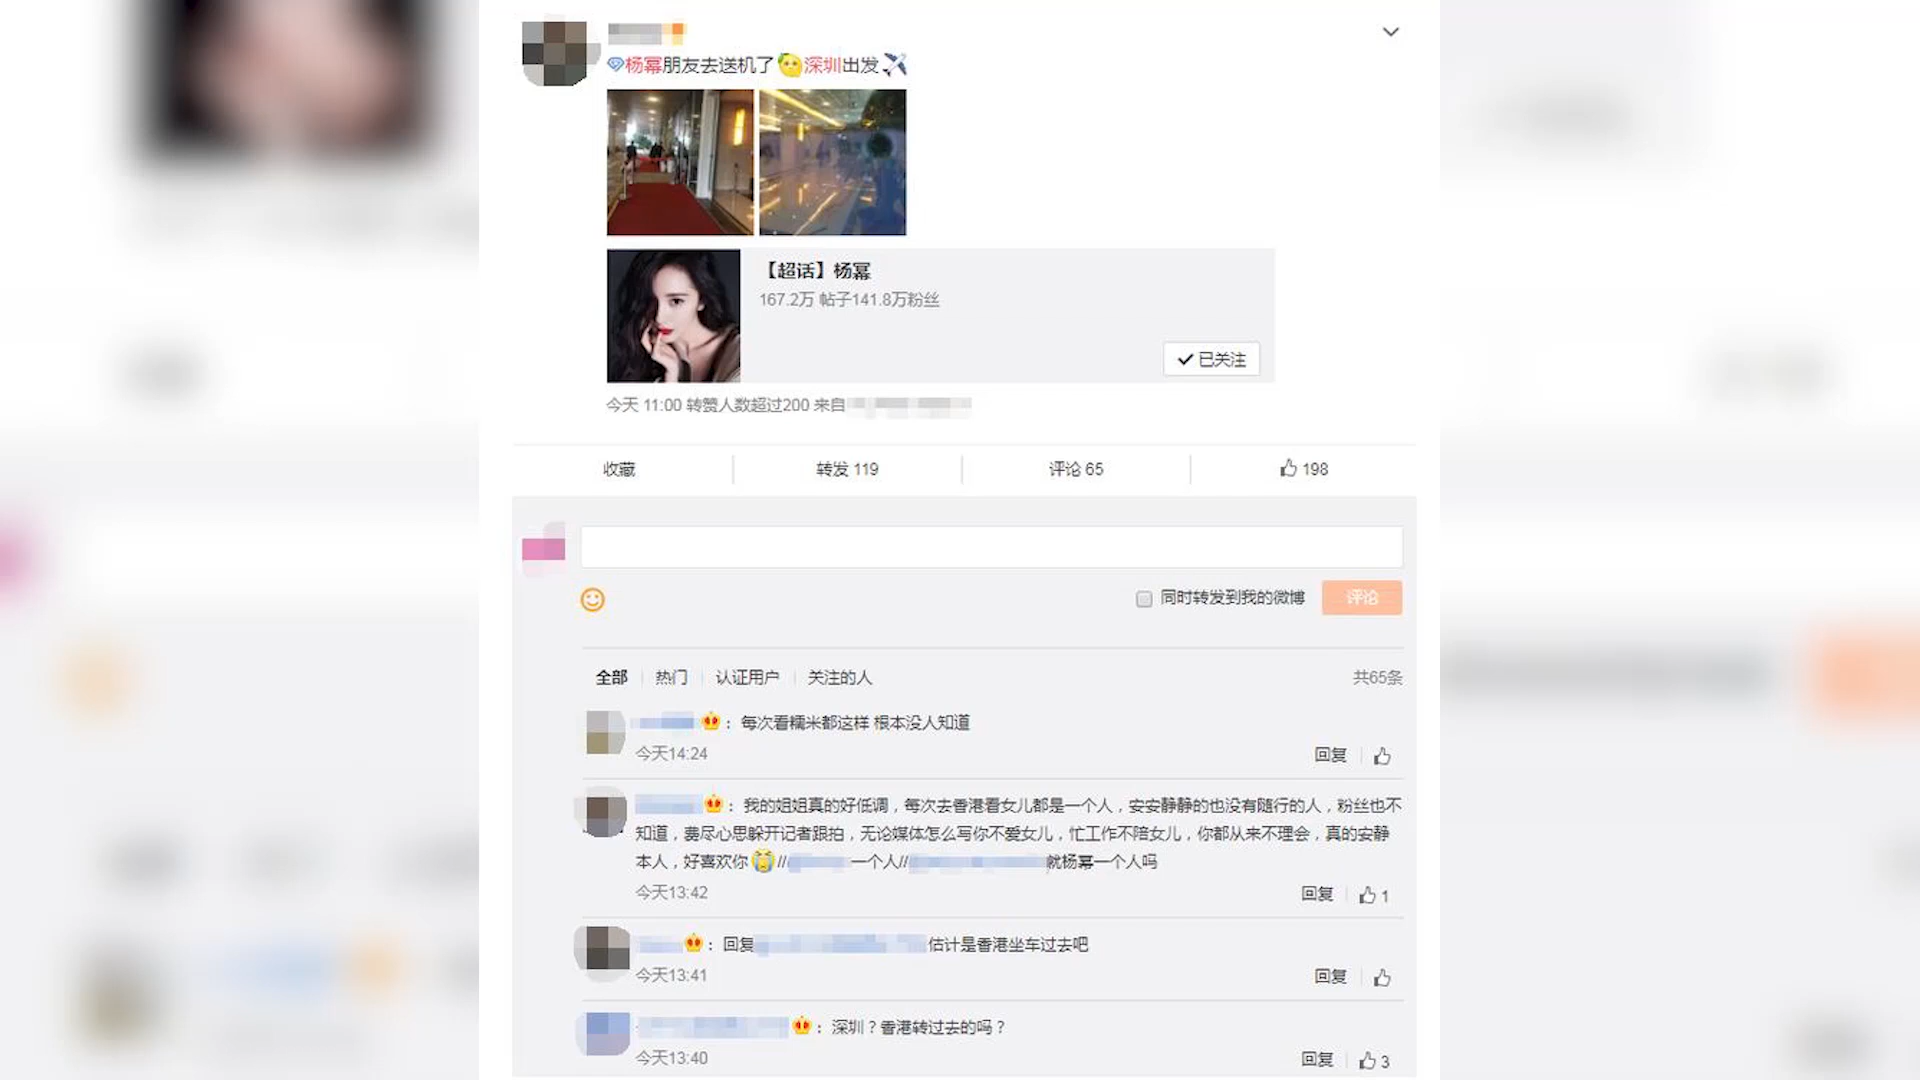 杨幂朋友去送机了深圳出发
【超话】杨幂
167.2万 帖子141.8万粉丝
已关注
今天 11:00 转赞人数超过200 来自
收藏
转发 119
评论 65
198
同时转发到我的微博
评论
全部
热门
认证用户
关注的人
共65条
：每次看糯米都这样 根本没人知道
今天14:24
回复
：我的姐姐真的好低调，每次去香港看女儿都是一个人，安安静静的也没有随行的人，粉丝也不
知道，费尽心思躲开记者跟拍，无论媒体怎么写你不爱女儿，忙工作不陪女儿，你都从来不理会，真的安静
本人，好喜欢你//一个人//就杨幂一个人吗
今天13:42
回复
1
：回复估计是香港坐车过去吧
今天13:41
回复
：深圳？香港转过去的吗？
今天13:40
回复
3